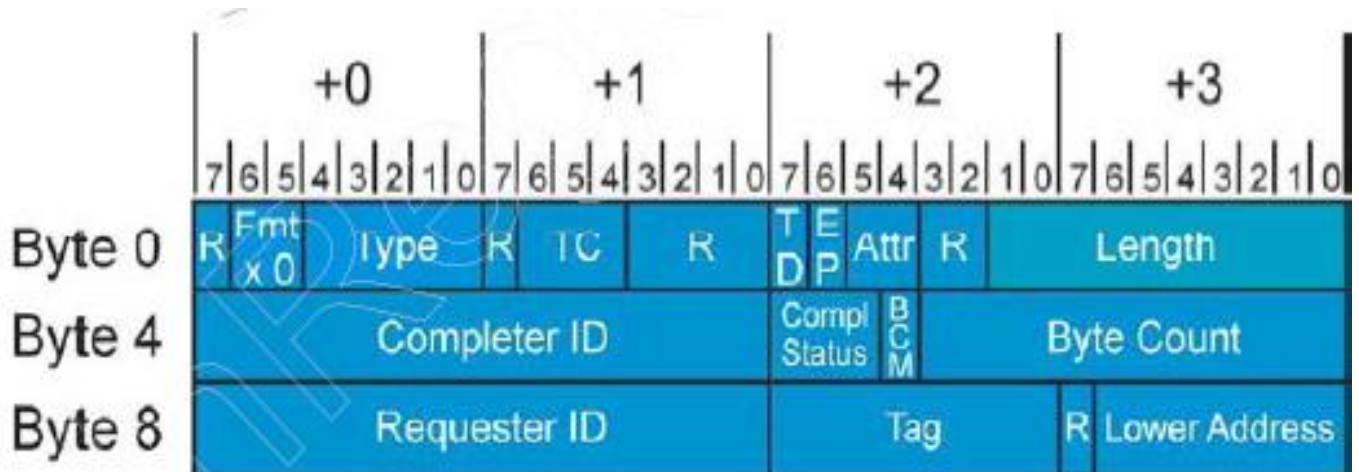 +0 +1 +2 +3
7 6 5 4 3 2 1 0 7 6 5 4 3 2 1 0 7 6 5 4 3 2 1 0 7 6 5 4 3 2 1 0
Byte 0 R Fmt x 0 Type R TC R TD EP Attr R Length
Byte 4 Completer ID Compl Status BCM Byte Count
Byte 8 Requester ID Tag R Lower Address